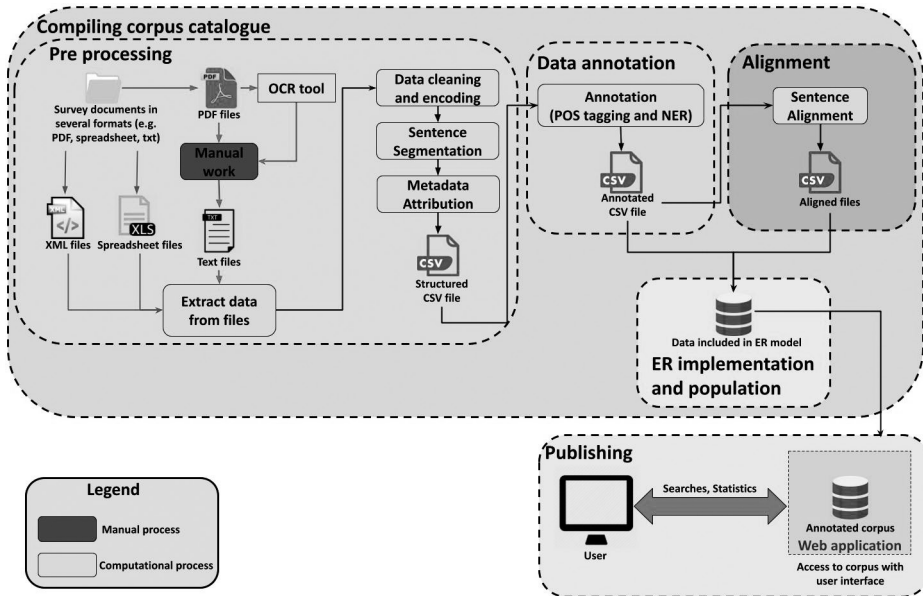 Compiling corpus catalogue
Pre processing
Survey documents in
several formats (e.g.
PDF, spreadsheet, txt)
PDF
PDF files
OCR tool
Manual
work
XML files
XLS
Spreadsheet files
TXT
Text files
Extract data
from files
Data cleaning
and encoding
Sentence
Segmentation
Metadata
Attribution
CSV
Structured
CSV file
Data annotation
Annotation
(POS tagging and NER)
CSV
Annotated
CSV file
Alignment
Sentence
Alignment
CSV
Aligned files
Data included in ER model
ER implementation
and population
Publishing
User
Searches, Statistics
Annotated corpus
Web application
Access to corpus with
user interface
Legend
Manual process
Computational process